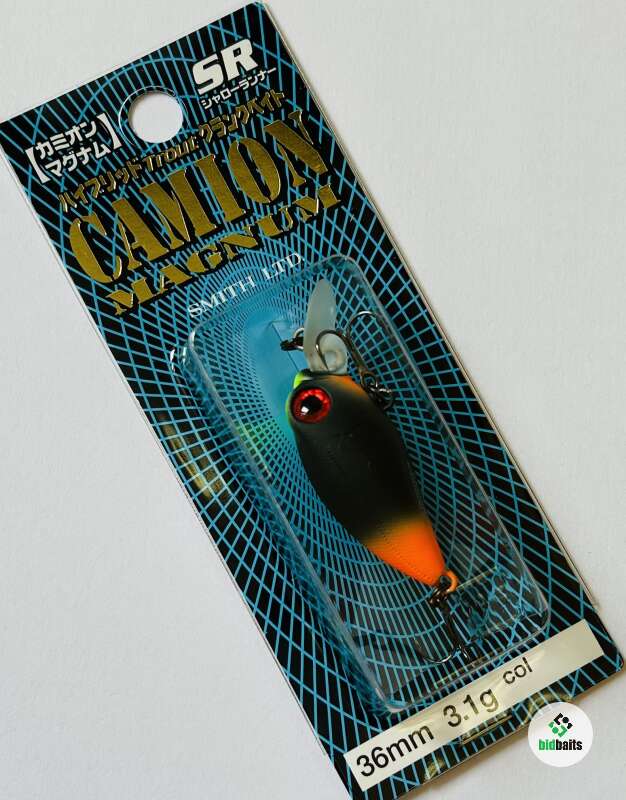 SR
シャローランナー
【カミオン
マグナム】
ハイブリッドTroutクランクベイト
CAMION
MAGNUM
SMITH LTD.
36mm 3.1g col
bidbaits